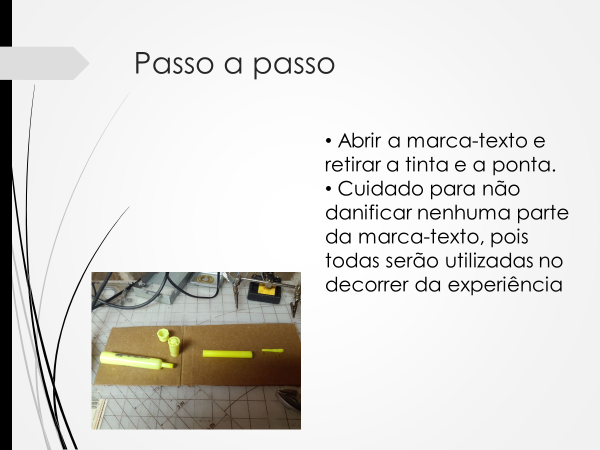 Passo a passo
• Abrir a marca-texto e
retirar a tinta e a ponta.
• Cuidado para não
danificar nenhuma parte
da marca-texto, pois
todas serão utilizadas no
decorrer da experiência